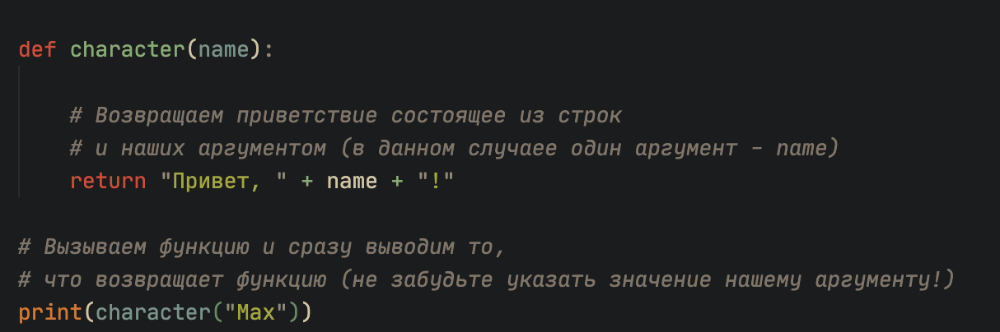 def character(name):
# Возвращаем приветствие состоящее из строк
# и наших аргументом (в данном случаее один аргумент - name)
return "Привет, " + name + "!"
# Вызываем функцию и сразу выводим то,
# что возвращает функцию (не забудьте указать значение нашему аргументу!)
print(character("Max"))